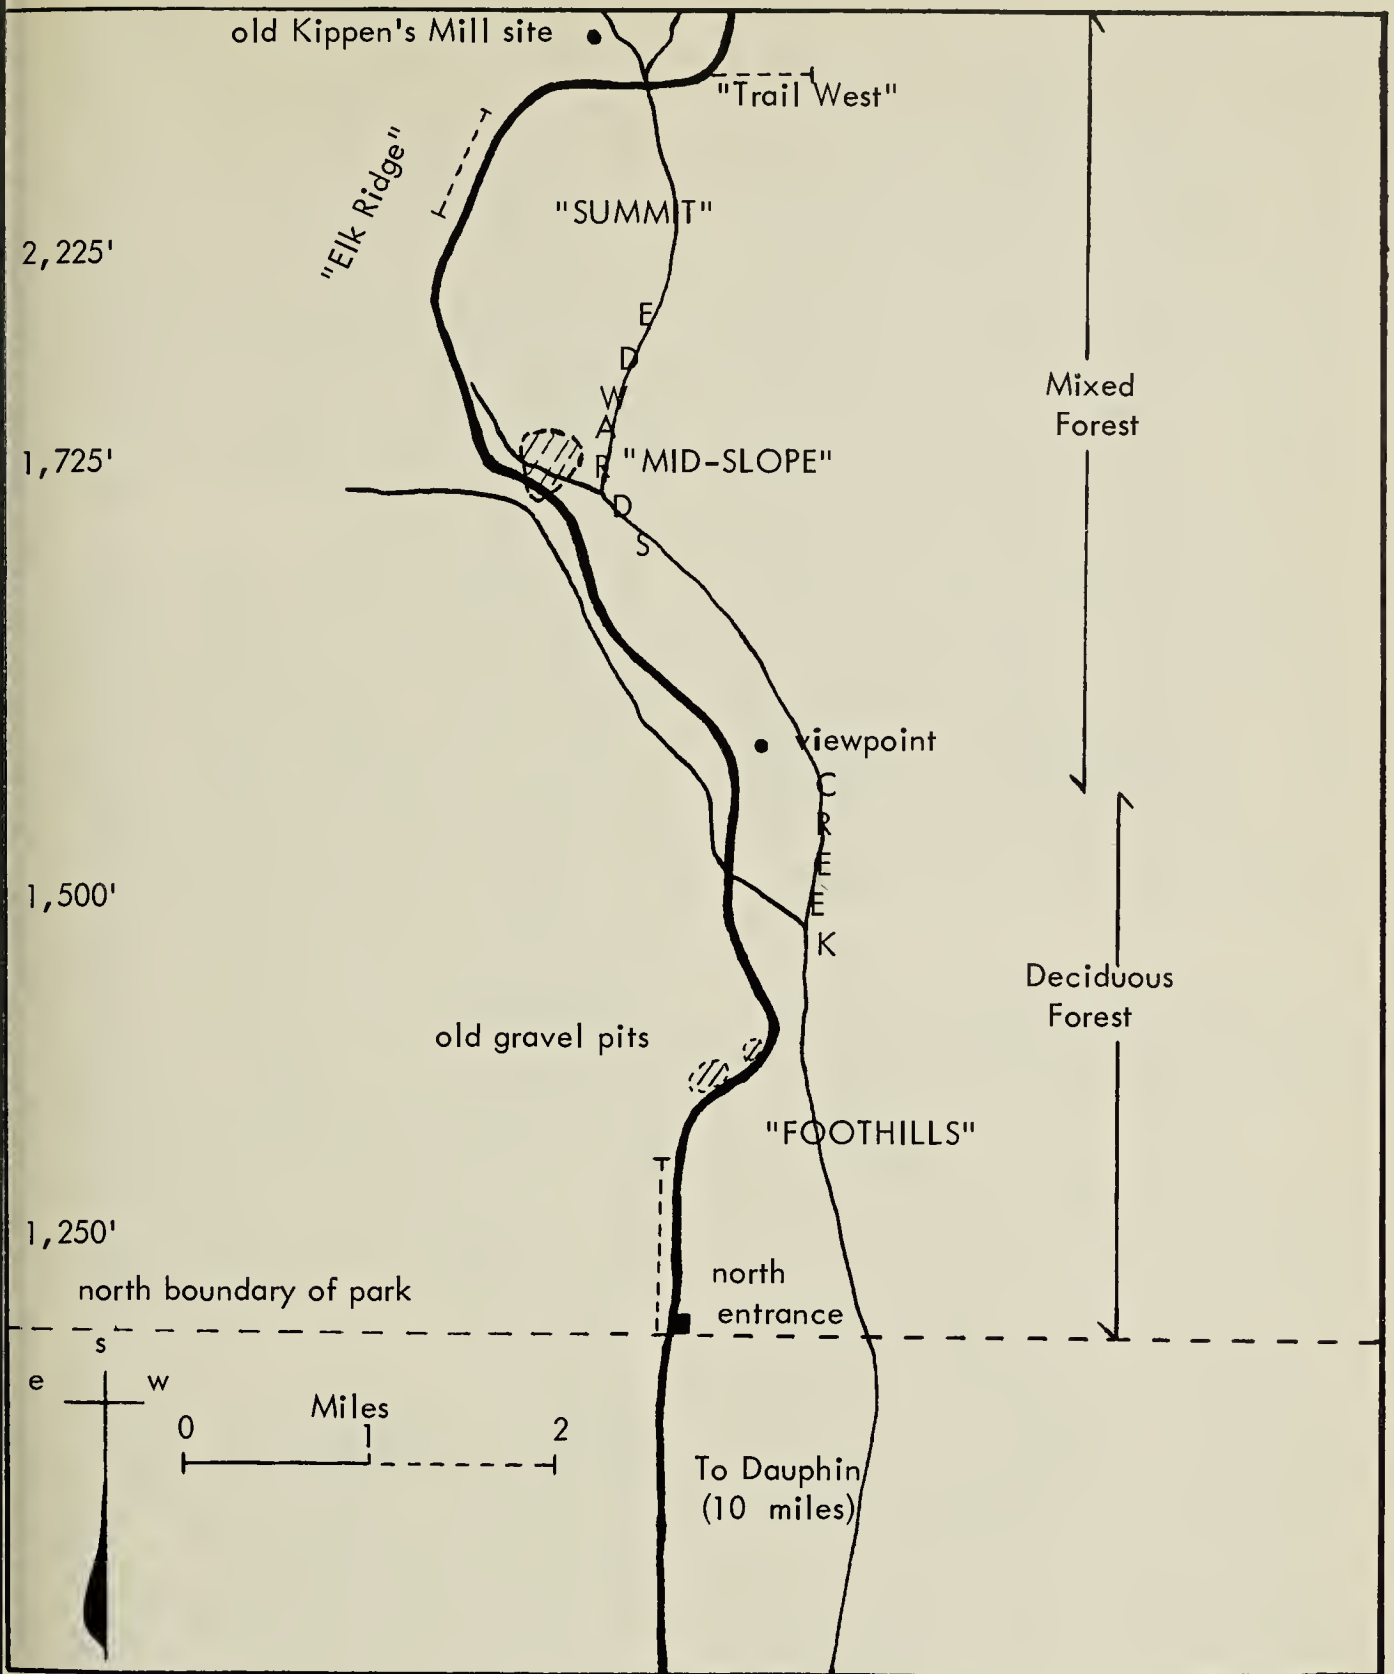 old Kippen's Mill site
"Trail West"
"Elk Ridge"
"SUMMIT"
2,225'
EDWARDS
Mixed
Forest
1,725'
"MID-SLOPE"
viewpoint
CREEK
1,500'
Deciduous
Forest
old gravel pits
"FOOTHILLS"
1,250'
north
entrance
north boundary of park
s
e w
Miles
0 1 2
To Dauphin
(10 miles)